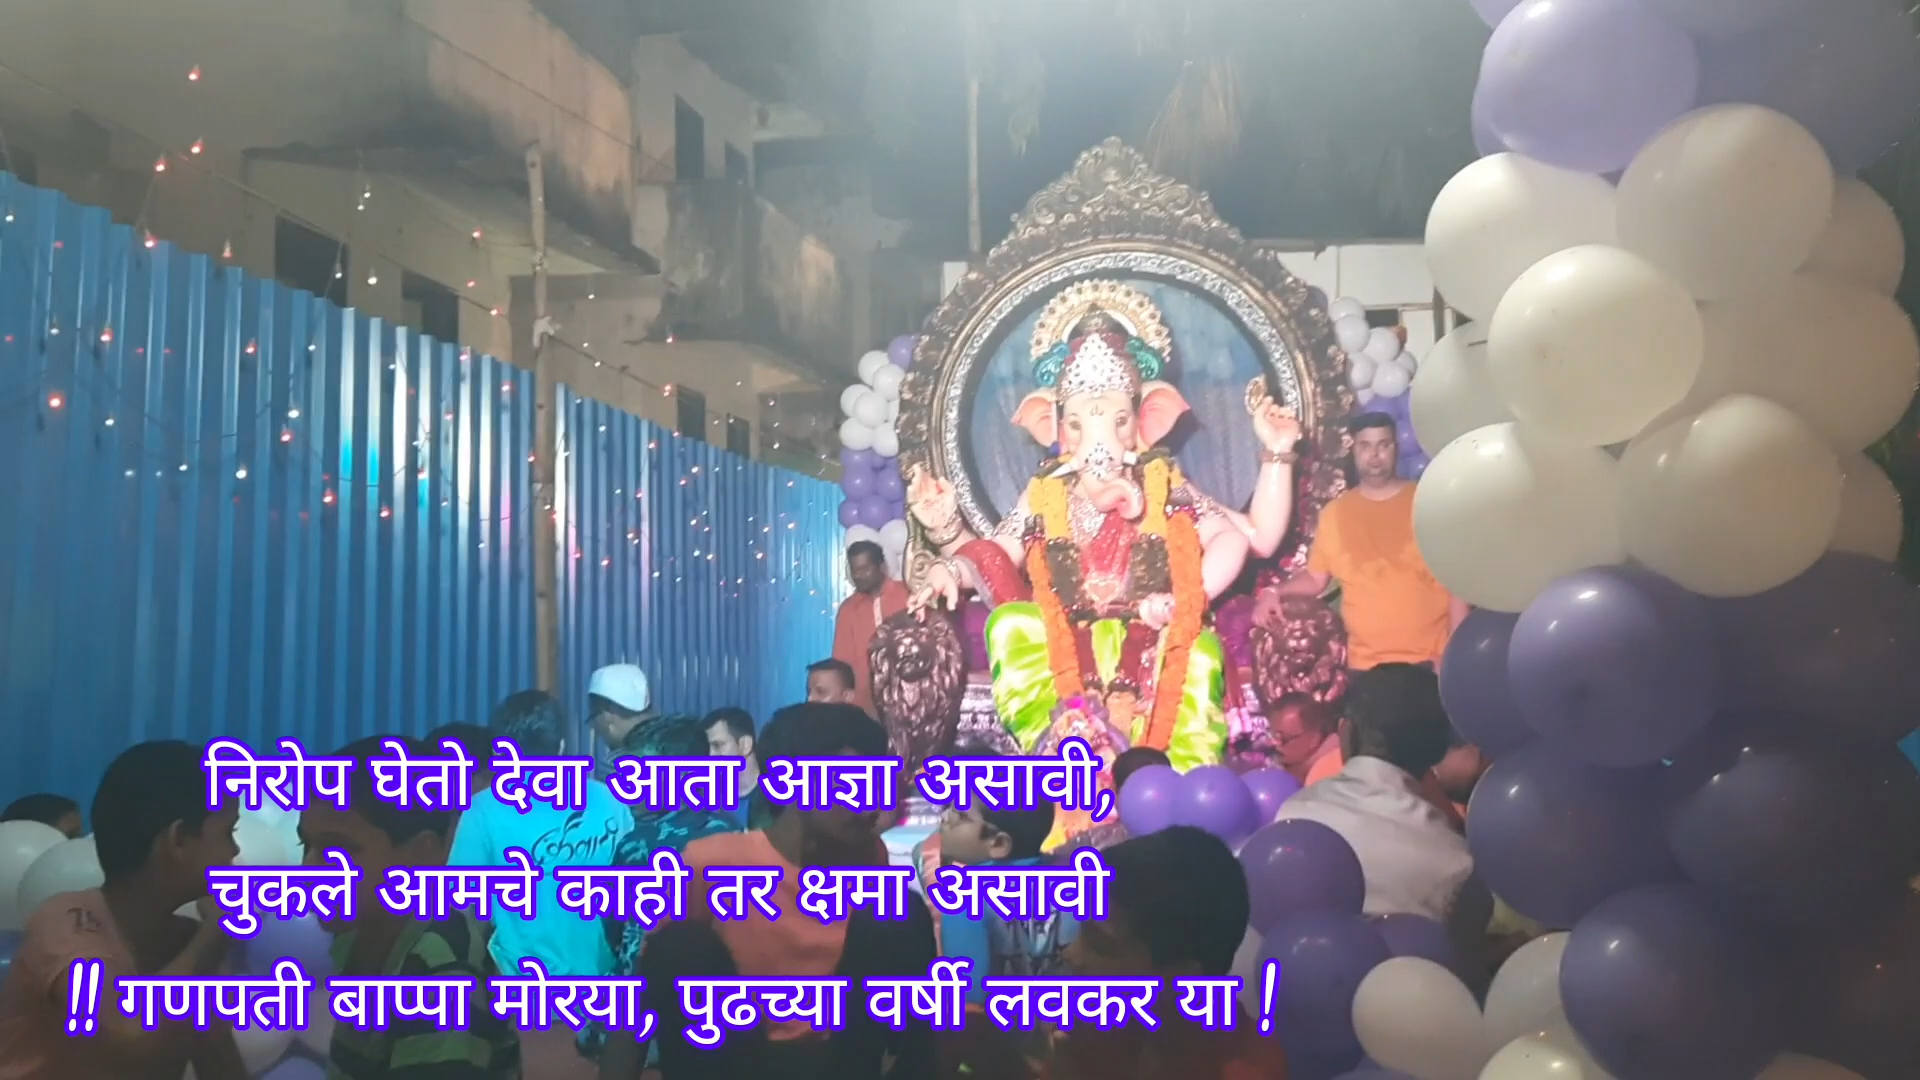 निरोप घेतो देवा आता आज्ञा असावी,
चुकले आमचे काही तर क्षमा असावी
!! गणपती बाप्पा मोरया, पुढच्या वर्षी लवकर या !